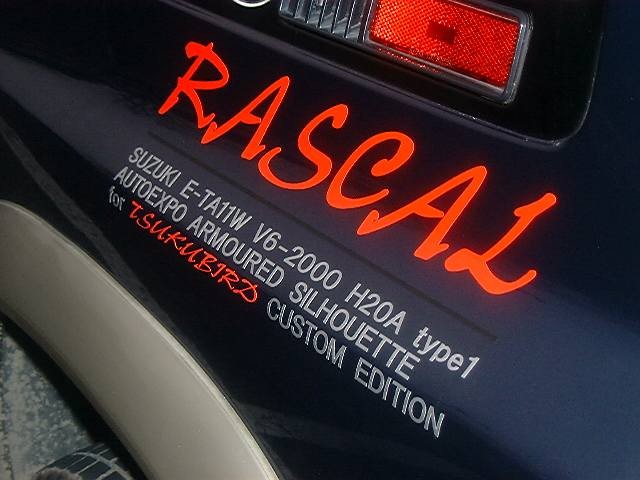 RASCAL
SUZUKI E-TA11W V6-2000 H20A type1
AUTOEXPO ARMOURED SILHOUETTE
for TSUKUBIRD CUSTOM EDITION